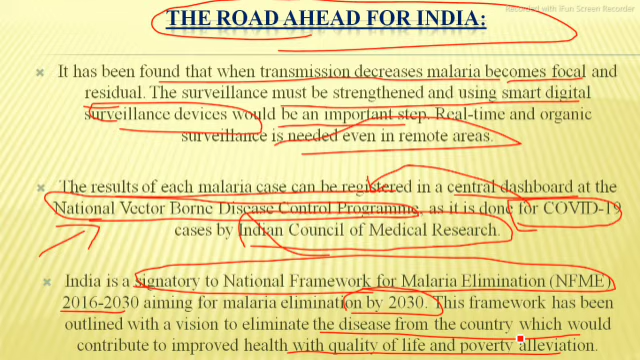 Recorded with iFun Screen Recorder
THE ROAD AHEAD FOR INDIA:
It has been found that when transmission decreases malaria becomes focal and
residual. The surveillance must be strengthened and using smart digital
surveillance devices would be an important step. Real-time and organic
surveillance is needed even in remote areas.
The results of each malaria case can be registered in a central dashboard at the
National Vector Borne Disease Control Programme, as it is done for COVID-19
cases by Indian Council of Medical Research.
India is a signatory to National Framework for Malaria Elimination (NFME)
2016-2030 aiming for malaria elimination by 2030. This framework has been
outlined with a vision to eliminate the disease from the country which would
contribute to improved health with quality of life and poverty alleviation.